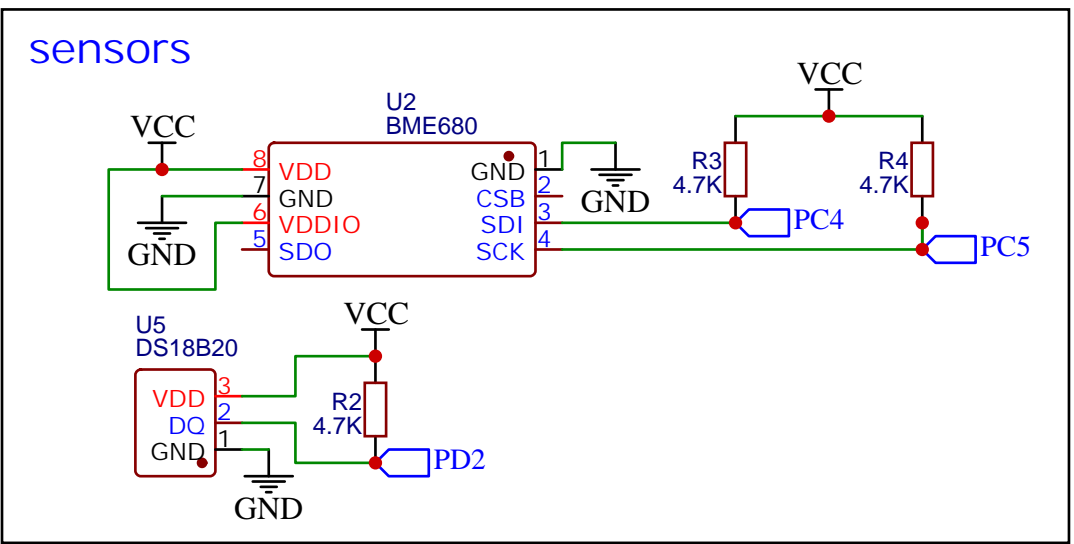 sensors
VCC
U2
BME680
8 VDD
7 GND
6 VDDIO
5 SDO
GND 1
CSB 2
SDI 3
SCK 4
GND
GND
VCC
R3
4.7K
R4
4.7K
PC4
PC5
U5
DS18B20
VDD 3
DQ 2
GND 1
GND
VCC
R2
4.7K
PD2